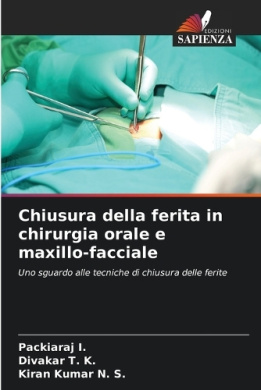 EDIZIONI
SAPIENZA
Chiusura della ferita in
chirurgia orale e
maxillo-facciale
Uno sguardo alle tecniche di chiusura delle ferite
Packiaraj I.
Divakar T. K.
Kiran Kumar N. S.